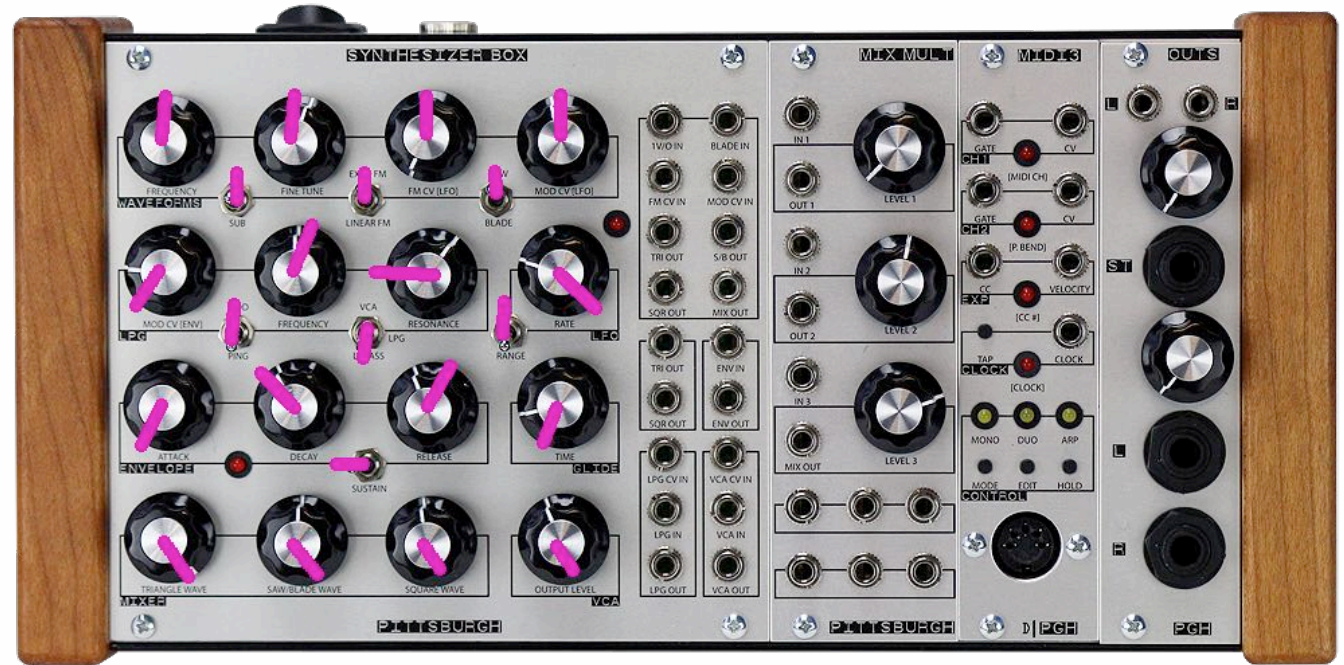 SYNTHESIZER BOX
FREQUENCY
FINE TUNE
FM CV [LFO]
MOD CV [LFO]
WAVEFORMS
SUB
LINEAR FM
BLADE
MOD CV [ENV]
FREQUENCY
RESONANCE
RATE
LPG
VCA
LPG
LFO
PING
RANGE
ATTACK
DECAY
RELEASE
TIME
ENVELOPE
SUSTAIN
GLIDE
TRIANGLE WAVE
SAW/BLADE WAVE
SQUARE WAVE
OUTPUT LEVEL
MIXER
VCA
PITTSBURGH
1V/O IN
BLADE IN
FM CV IN
MOD CV IN
TRI OUT
S/B OUT
SQR OUT
MIX OUT
TRI OUT
ENV IN
SQR OUT
ENV OUT
LPG CV IN
VCA CV IN
LPG IN
VCA IN
LPG OUT
VCA OUT
MIX MULT
IN 1
OUT 1
LEVEL 1
IN 2
OUT 2
LEVEL 2
IN 3
MIX OUT
LEVEL 3
PITTSBURGH
MIDI3
GATE
CV
CH1
[MIDI CH]
GATE
CV
CH2
[P. BEND]
CC
VELOCITY
EXP
[CC #]
TAP
CLOCK
CLOCK
[CLOCK]
MONO
DUO
ARP
MODE
EDIT
HOLD
CONTROL
D|PGH
OUTS
L
R
ST
L
R
PGH